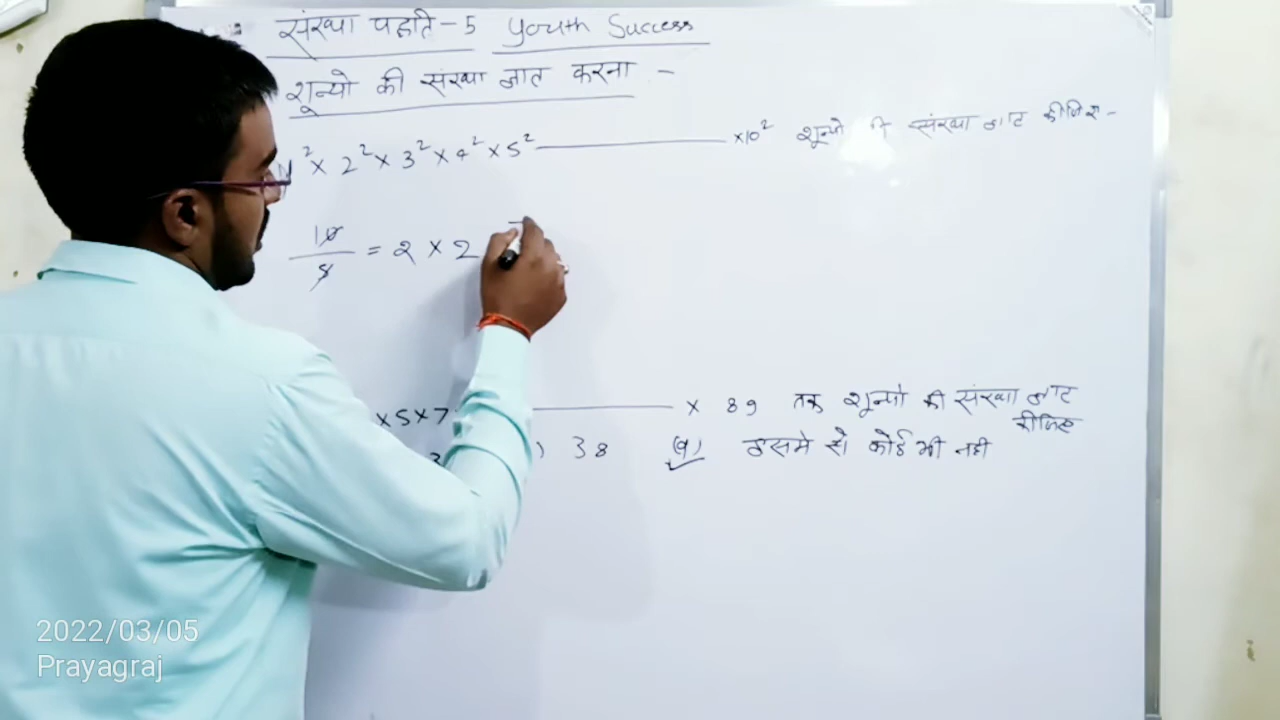 संख्या पद्धति - 5 Youth Success
शून्यो की संख्या ज्ञात करना -
² × 2² × 3² × 4² × 5² ——— ×10² शून्यो की संख्या ज्ञात कीजिए -
10/5 = 2 × 2
×5×7 ——— × 89 तक शून्यो की संख्या ज्ञात
कीजिए
3 ) 38 इसमे से कोई भी नही
2022/03/05
Prayagraj